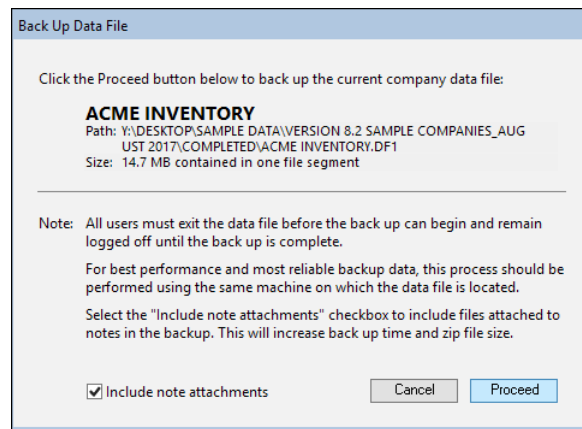 Back Up Data File
Click the Proceed button below to back up the current company data file:
ACME INVENTORY
Path: Y:\DESKTOP\SAMPLE DATA\VERSION 8.2 SAMPLE COMPANIES_AUG
UST 2017\COMPLETED\ACME INVENTORY.DF1
Size: 14.7 MB contained in one file segment
Note: All users must exit the data file before the back up can begin and remain
logged off until the back up is complete.
For best performance and most reliable backup data, this process should be
performed using the same machine on which the data file is located.
Select the "Include note attachments" checkbox to include files attached to
notes in the backup. This will increase back up time and zip file size.
Include note attachments
Cancel
Proceed